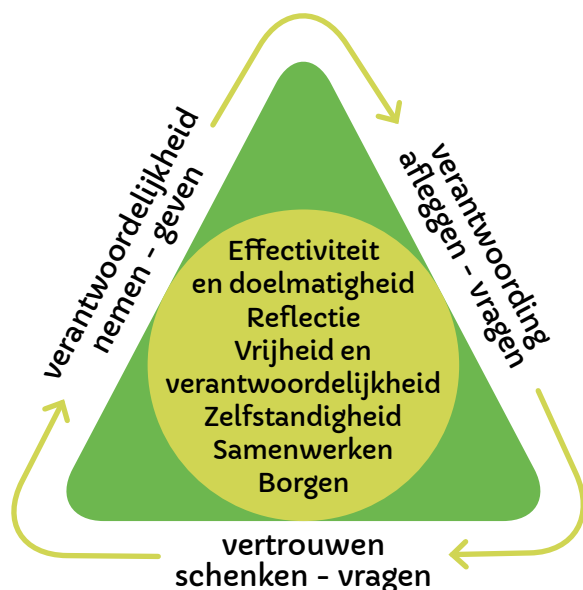 verantwoordelijkheid
nemen - geven
verantwoording
afleggen - vragen
Effectiviteit
en doelmatigheid
Reflectie
Vrijheid en
verantwoordelijkheid
Zelfstandigheid
Samenwerken
Borgen
vertrouwen
schenken - vragen